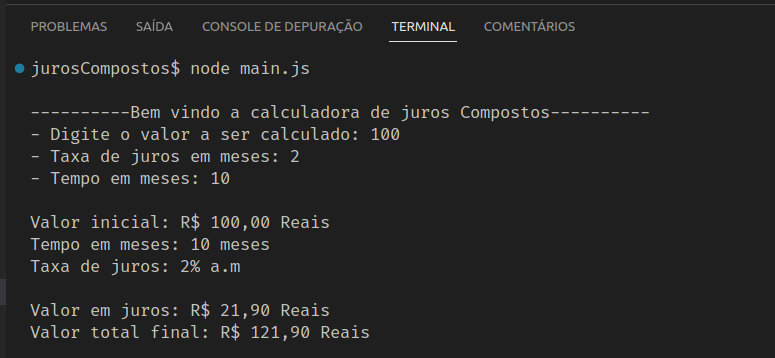 PROBLEMAS SAÍDA CONSOLE DE DEPURAÇÃO TERMINAL COMENTÁRIOS
jurosCompostos$ node main.js
----------Bem vindo a calculadora de juros Compostos----------
- Digite o valor a ser calculado: 100
- Taxa de juros em meses: 2
- Tempo em meses: 10
Valor inicial: R$ 100,00 Reais
Tempo em meses: 10 meses
Taxa de juros: 2% a.m
Valor em juros: R$ 21,90 Reais
Valor total final: R$ 121,90 Reais